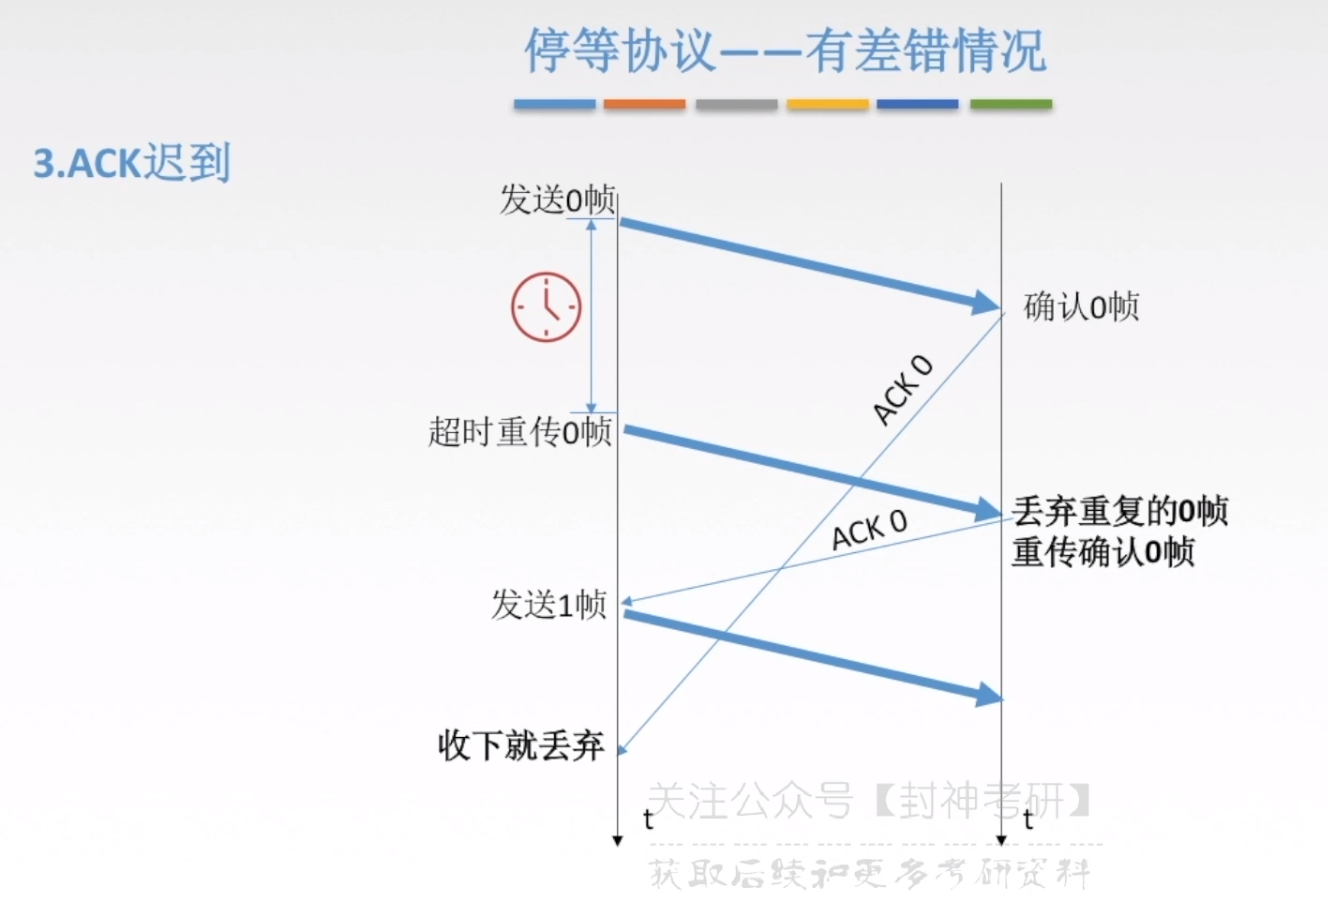 停等协议——有差错情况
3.ACK迟到
发送0帧
确认0帧
ACK 0
超时重传0帧
丢弃重复的0帧
重传确认0帧
ACK 0
发送1帧
收下就丢弃
关注公众号【封神考研】
t
t
获取后续和更多考研资料